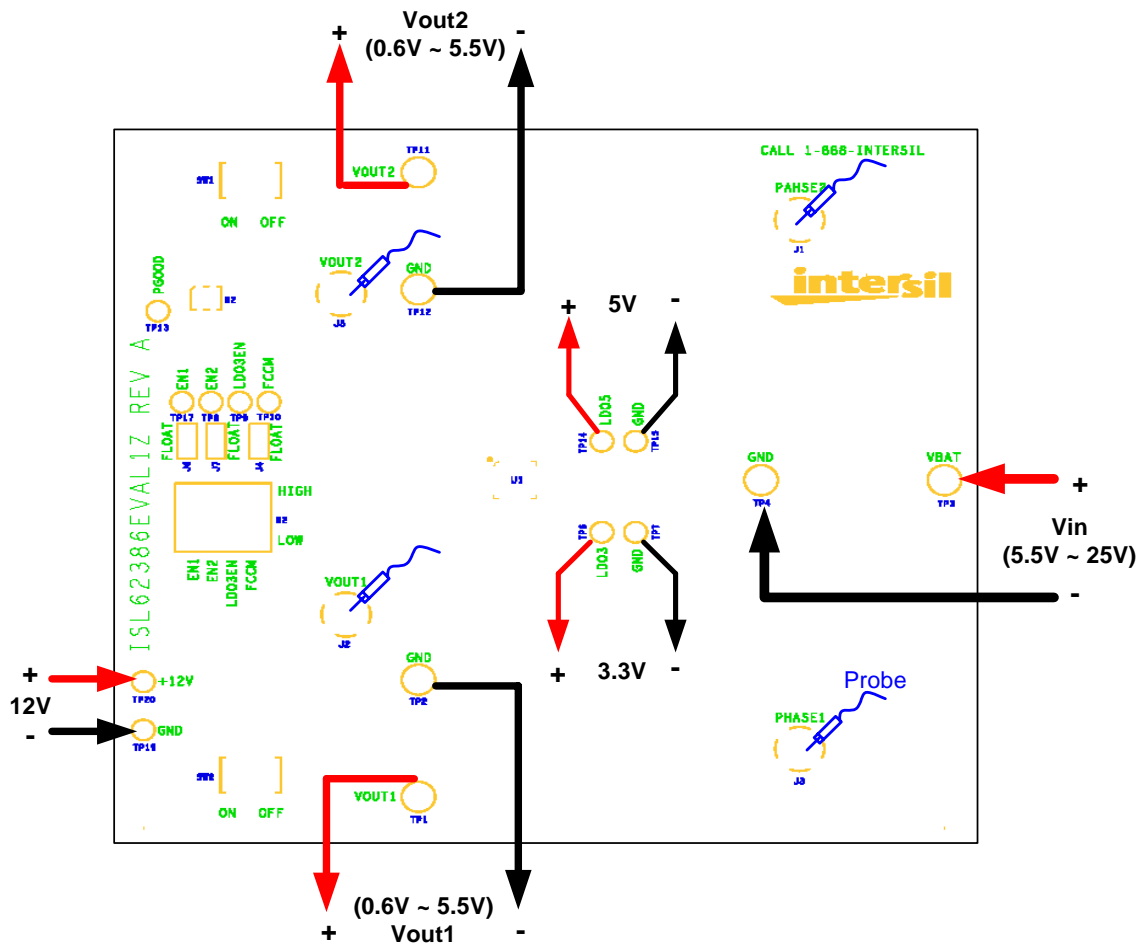 Vout2
(0.6V ~ 5.5V)
+
-
TP11
VOUT2
SW1
ON OFF
CALL 1-888-INTERSIL
PAHSE2
J1
intersil
PGOOD
TP13
VOUT2
J5
GND
TP12
+
5V
-
EN1
EN2
LDO3EN
FCCM
TP17
TP8
TP9
TP10
FLOAT
FLOAT
FLOAT
J7
J4
LDO5
GND
TP14
TP15
ISL62386EVAL1Z REV A
HIGH
LOW
EN1
EN2
LDO3EN
FCCM
GND
TP4
VBAT
TP3
+
Vin
(5.5V ~ 25V)
-
TP7
LDO3
GND
+
3.3V
-
VOUT1
J2
GND
TP2
+
12V
-
+12V
TP20
GND
TP19
Probe
PHASE1
J3
SW2
ON OFF
VOUT1
TP1
(0.6V ~ 5.5V)
Vout1
+
-